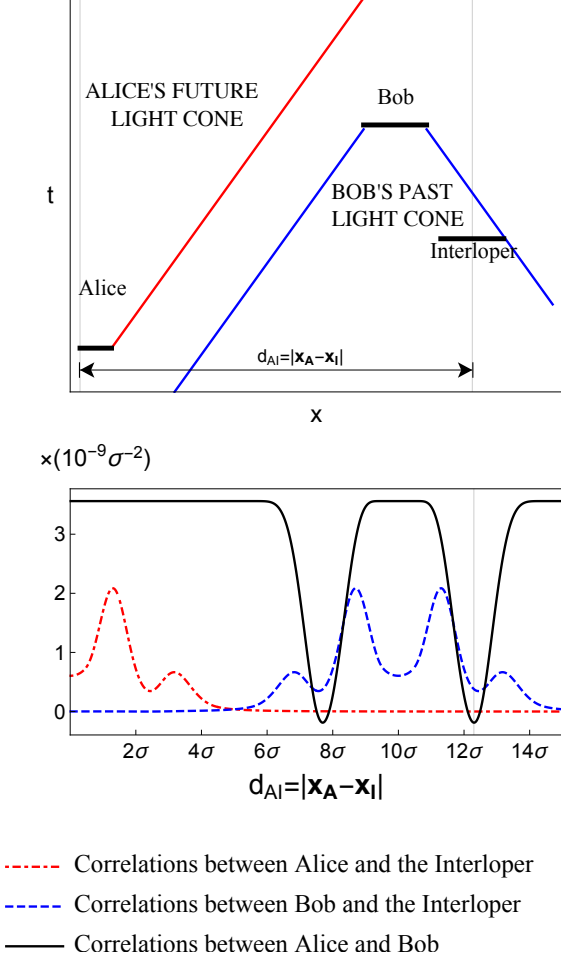 ALICE'S FUTURE
LIGHT CONE
Bob
BOB'S PAST
LIGHT CONE
Interloper
t
Alice
d_AI=|x_A−x_I|
x
×(10⁻⁹σ⁻²)
3
2
1
0
2σ 4σ 6σ 8σ 10σ 12σ 14σ
d_AI=|x_A−x_I|
Correlations between Alice and the Interloper
Correlations between Bob and the Interloper
Correlations between Alice and Bob